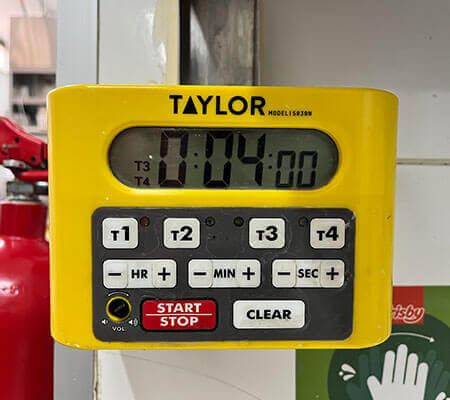 TAYLOR
MODEL|5839N
T3
T4
0:04:00
T1 T2 T3 T4
− HR + − MIN + − SEC +
VOL.
START
STOP
CLEAR
isby